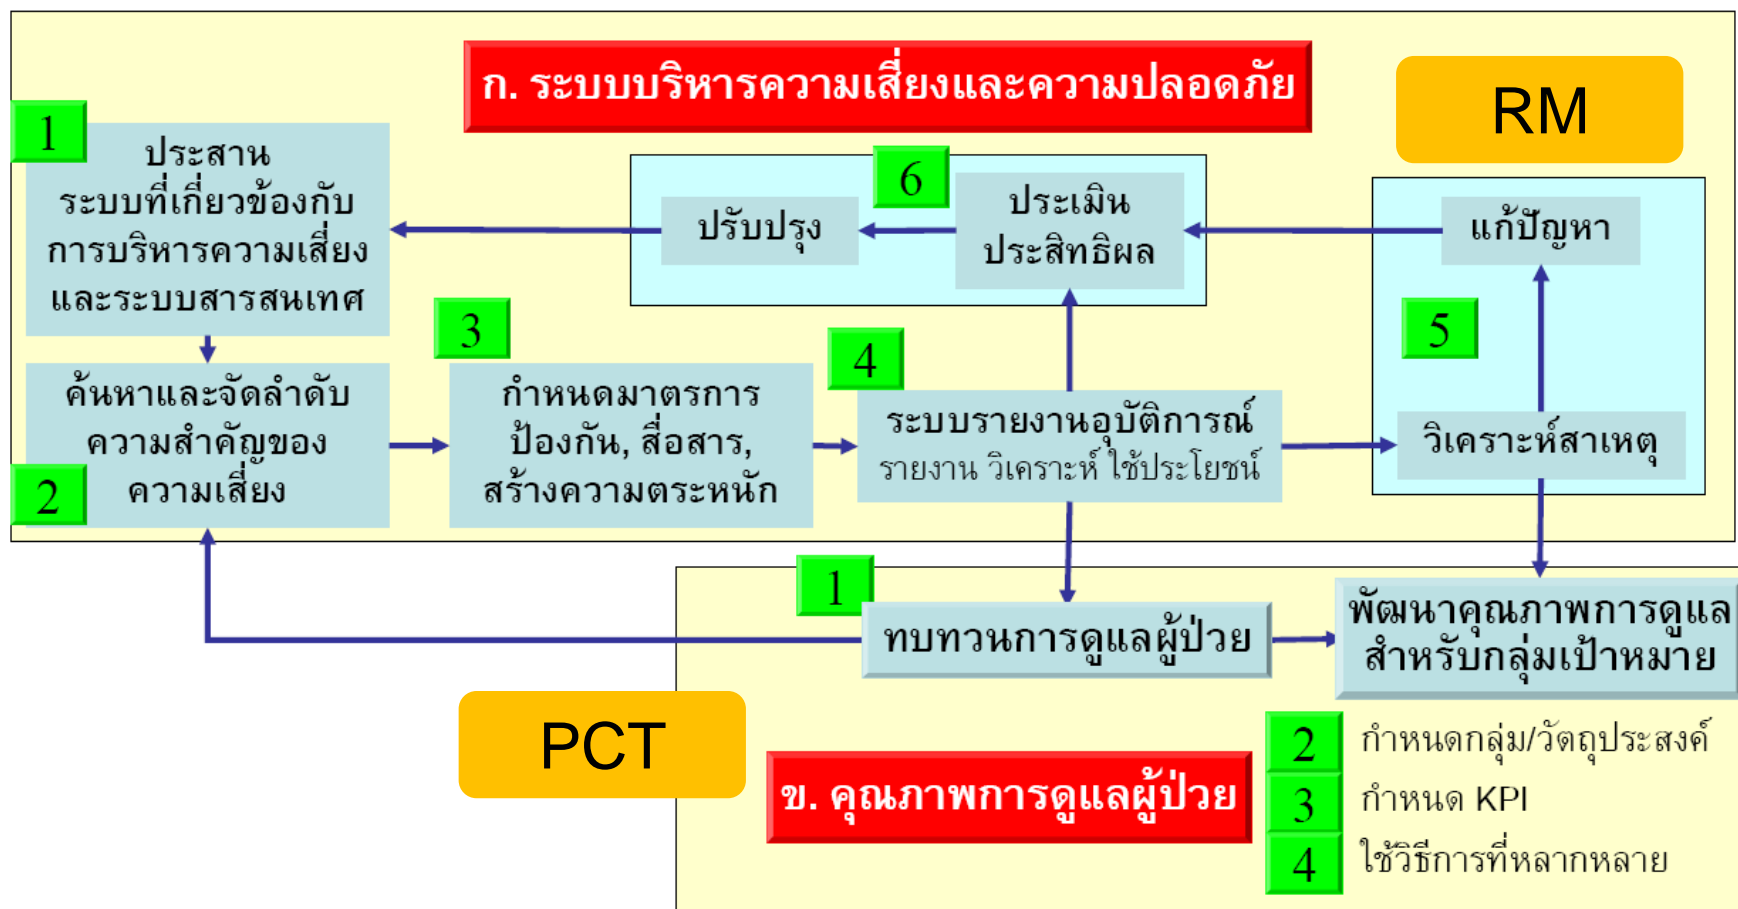 ก. ระบบบริหารความเสี่ยงและความปลอดภัย
RM
1
ประสาน
ระบบที่เกี่ยวข้องกับ
การบริหารความเสี่ยง
และระบบสารสนเทศ
ปรับปรุง
6
ประเมิน
ประสิทธิผล
แก้ปัญหา
5
วิเคราะห์สาเหตุ
2
ค้นหาและจัดลำดับ
ความสำคัญของ
ความเสี่ยง
3
กำหนดมาตรการ
ป้องกัน, สื่อสาร,
สร้างความตระหนัก
4
ระบบรายงานอุบัติการณ์
รายงาน วิเคราะห์ ใช้ประโยชน์
1
ทบทวนการดูแลผู้ป่วย
พัฒนาคุณภาพการดูแล
สำหรับกลุ่มเป้าหมาย
PCT
ข. คุณภาพการดูแลผู้ป่วย
2 กำหนดกลุ่ม/วัตถุประสงค์
3 กำหนด KPI
4 ใช้วิธีการที่หลากหลาย